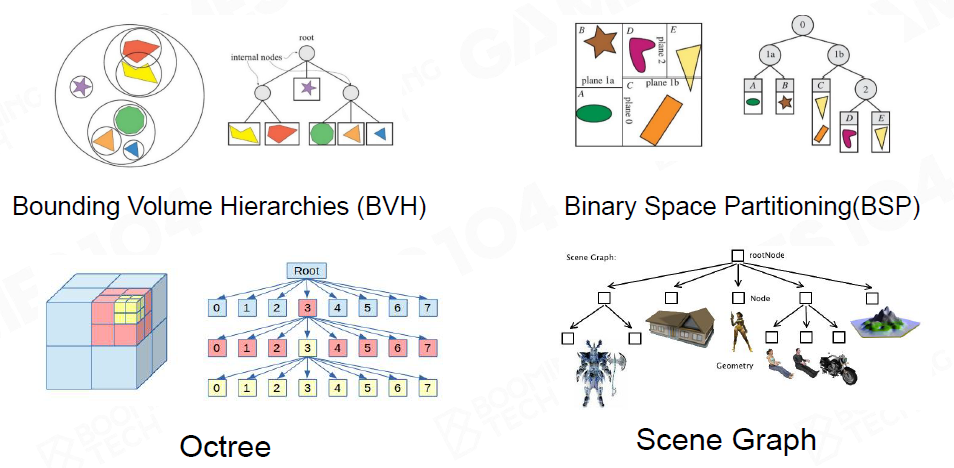 root
internal nodes
Bounding Volume Hierarchies (BVH)
B
D
E
plane 2
plane 1a
C
plane 1b
A
plane 0
0
1a
1b
A
B
C
2
D
E
Binary Space Partitioning(BSP)
Root
0 1 2 3 4 5 6 7
0 1 2 3 4 5 6 7
0 1 2 3 4 5 6 7
Octree
Scene Graph:
rootNode
Node
Geometry
Scene Graph